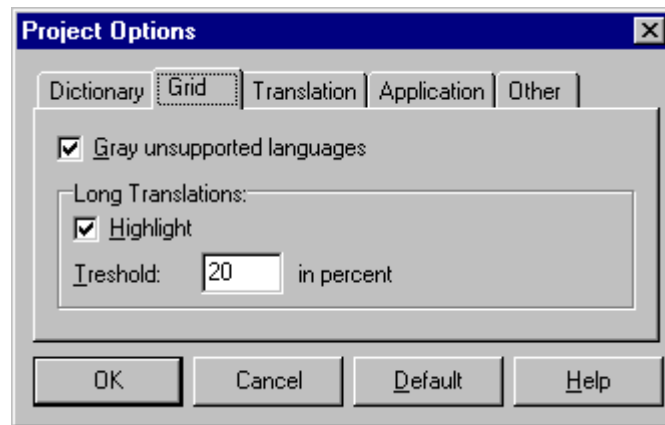 Project Options
Dictionary Grid Translation Application Other
Gray unsupported languages
Long Translations:
Highlight
Treshold: 20 in percent
OK Cancel Default Help